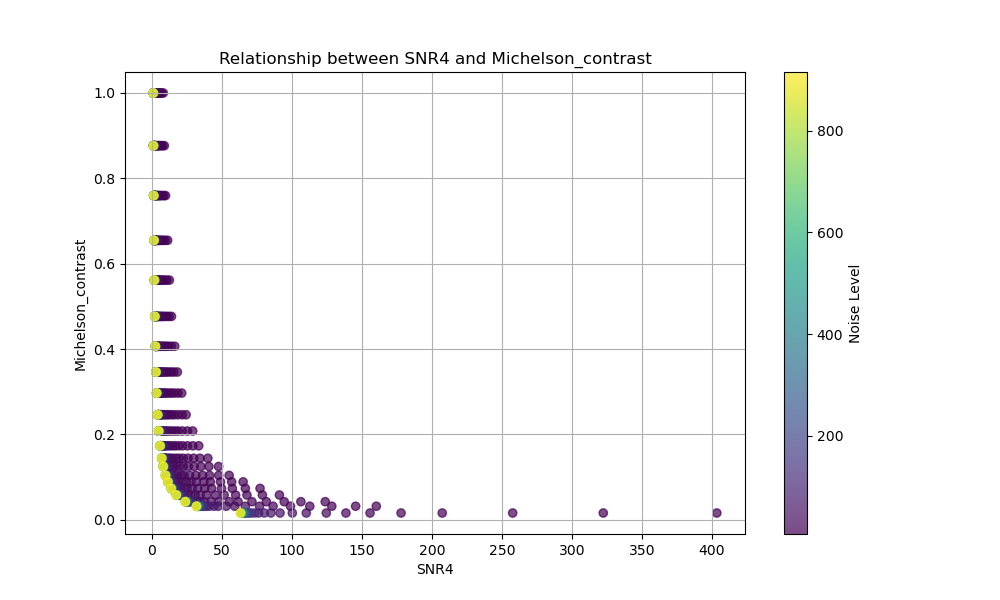 Relationship between SNR4 and Michelson_contrast
1.0
0.8
0.6
0.4
0.2
0.0
Michelson_contrast
0 50 100 150 200 250 300 350 400
SNR4
800
600
400
200
Noise Level